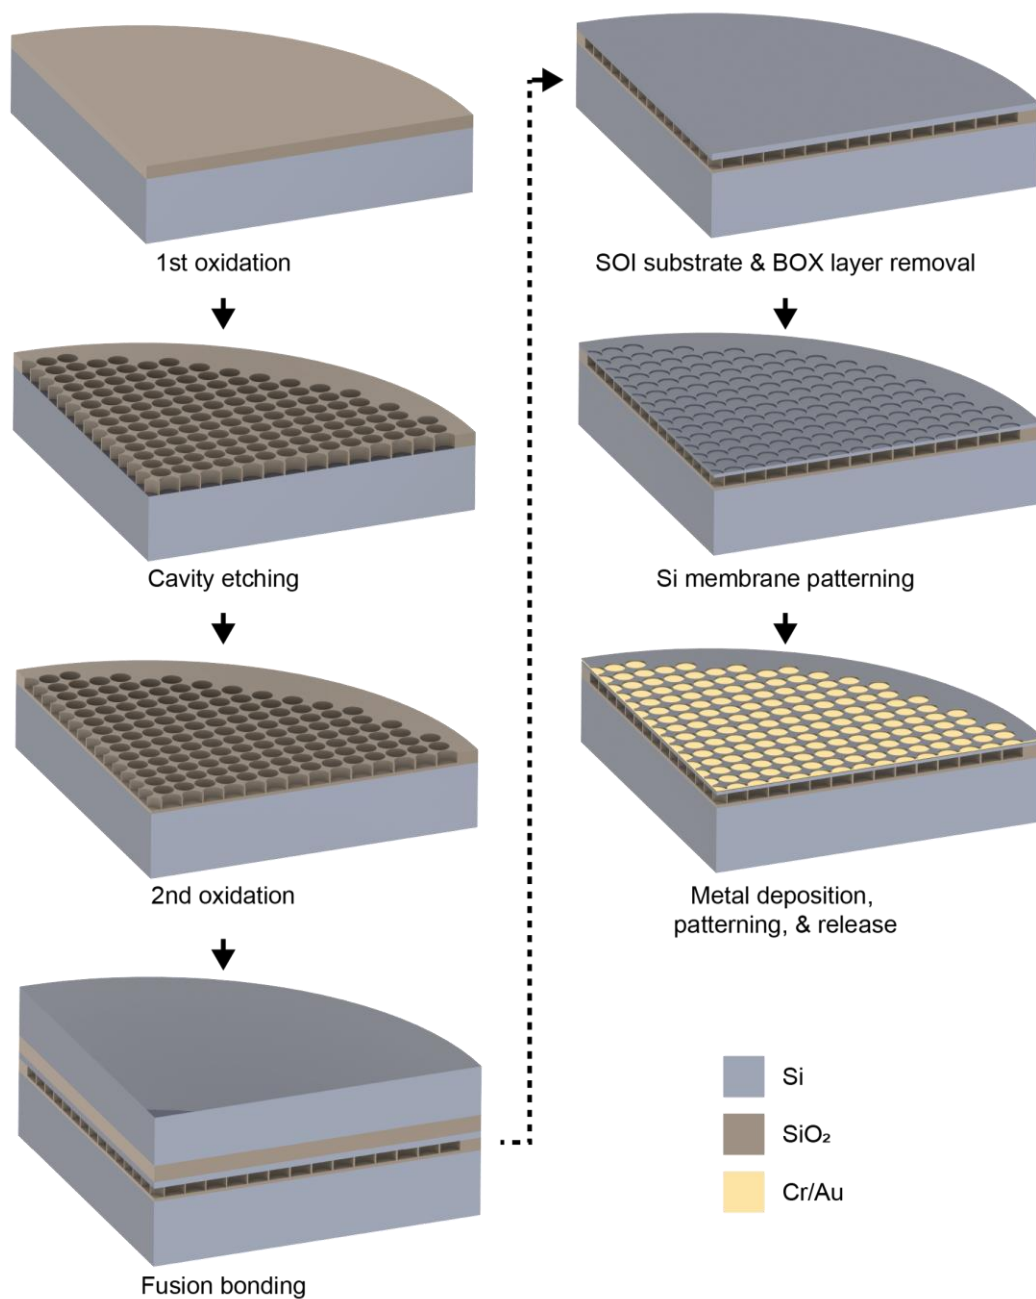 1st oxidation
Cavity etching
2nd oxidation
Fusion bonding
SOI substrate & BOX layer removal
Si membrane patterning
Metal deposition,
patterning, & release
Si
SiO₂
Cr/Au